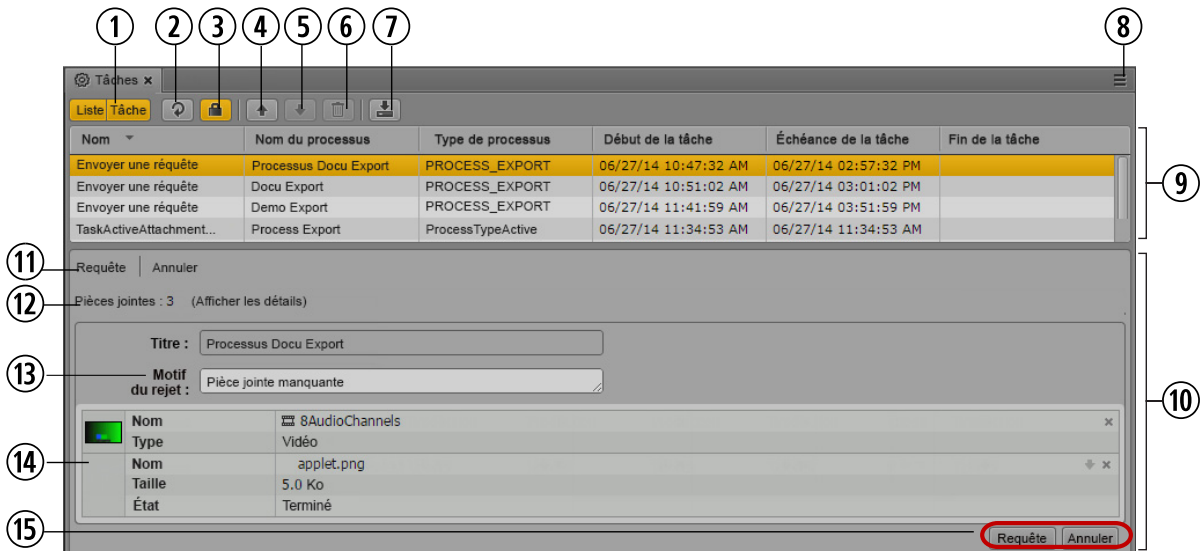 1 2 3 4 5 6 7 8
Tâches ×
Liste Tâche
Nom Nom du processus Type de processus Début de la tâche Échéance de la tâche Fin de la tâche
Envoyer une réquête Processus Docu Export PROCESS_EXPORT 06/27/14 10:47:32 AM 06/27/14 02:57:32 PM
Envoyer une réquête Docu Export PROCESS_EXPORT 06/27/14 10:51:02 AM 06/27/14 03:01:02 PM
9
Envoyer une réquête Demo Export PROCESS_EXPORT 06/27/14 11:41:59 AM 06/27/14 03:51:59 PM
TaskActiveAttachment... Process Export ProcessTypeActive 06/27/14 11:34:53 AM 06/27/14 11:34:53 AM
11 Requête Annuler
12 Pièces jointes : 3 (Afficher les détails)
Titre : Processus Docu Export
13 Motif du rejet : Pièce jointe manquante
10
Nom 8AudioChannels ×
Type Vidéo
14 Nom applet.png ×
Taille 5.0 Ko
État Terminé
15 Requête Annuler